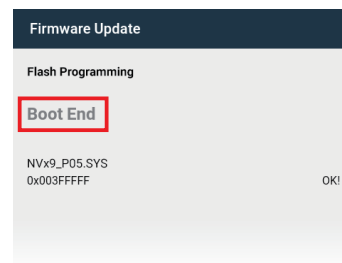 Firmware Update
Flash Programming
Boot End
NVx9_P05.SYS
0x003FFFFF OK!